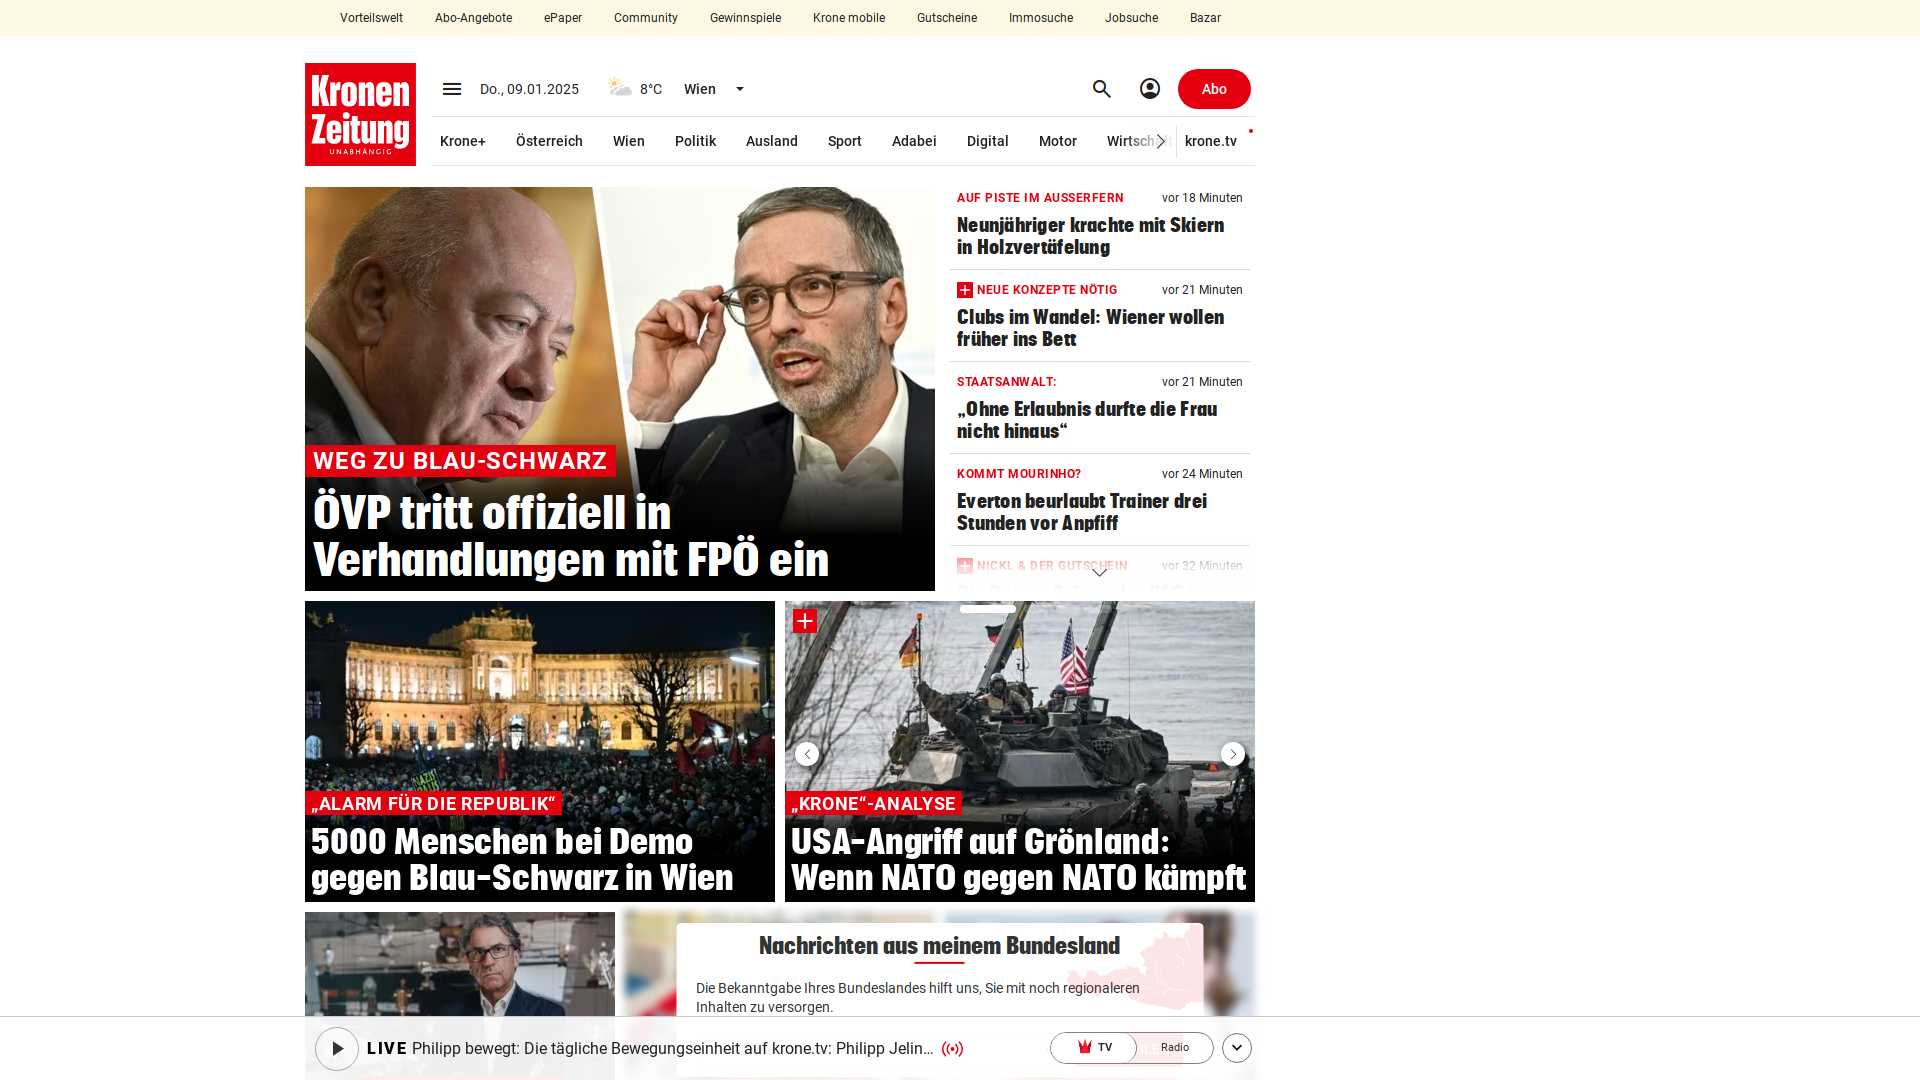 Vorteilswelt Abo-Angebote ePaper Community Gewinnspiele Krone mobile Gutscheine Immosuche Jobsuche Bazar
Kronen
Zeitung
UNABHÄNGIG
Do., 09.01.2025 8°C Wien Abo
Krone+ Österreich Wien Politik Ausland Sport Adabei Digital Motor Wirtschaft krone.tv
WEG ZU BLAU-SCHWARZ
ÖVP tritt offiziell in
Verhandlungen mit FPÖ ein
AUF PISTE IM AUSSERFERN vor 18 Minuten
Neunjähriger krachte mit Skiern
in Holzvertäfelung
NEUE KONZEPTE NÖTIG vor 21 Minuten
Clubs im Wandel: Wiener wollen
früher ins Bett
STAATSANWALT: vor 21 Minuten
„Ohne Erlaubnis durfte die Frau
nicht hinaus“
KOMMT MOURINHO? vor 24 Minuten
Everton beurlaubt Trainer drei
Stunden vor Anpfiff
NICKL & DER GUTSCHEIN vor 32 Minuten
„ALARM FÜR DIE REPUBLIK“
5000 Menschen bei Demo
gegen Blau-Schwarz in Wien
„KRONE“-ANALYSE
USA-Angriff auf Grönland:
Wenn NATO gegen NATO kämpft
Nachrichten aus meinem Bundesland
Die Bekanntgabe Ihres Bundeslandes hilft uns, Sie mit noch regionaleren
Inhalten zu versorgen.
LIVE Philipp bewegt: Die tägliche Bewegungseinheit auf krone.tv: Philipp Jelin… TV Radio